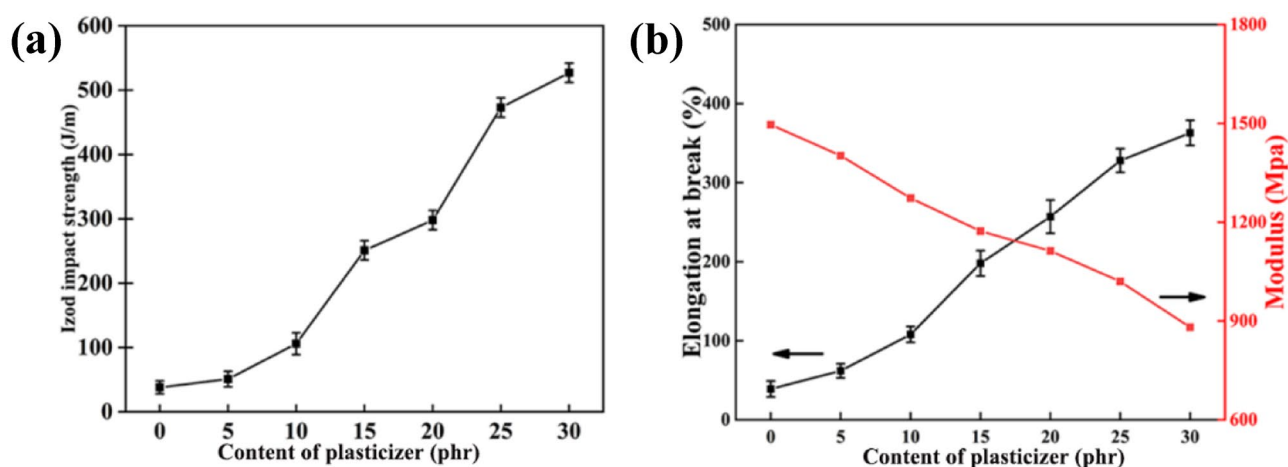 (a)
Izod impact strength (J/m)
600
500
400
300
200
100
0
0 5 10 15 20 25 30
Content of plasticizer (phr)
(b)
Elongation at break (%)
500
400
300
200
100
0
0 5 10 15 20 25 30
Content of plasticizer (phr)
1800
1500
1200
900
600
Modulus (Mpa)